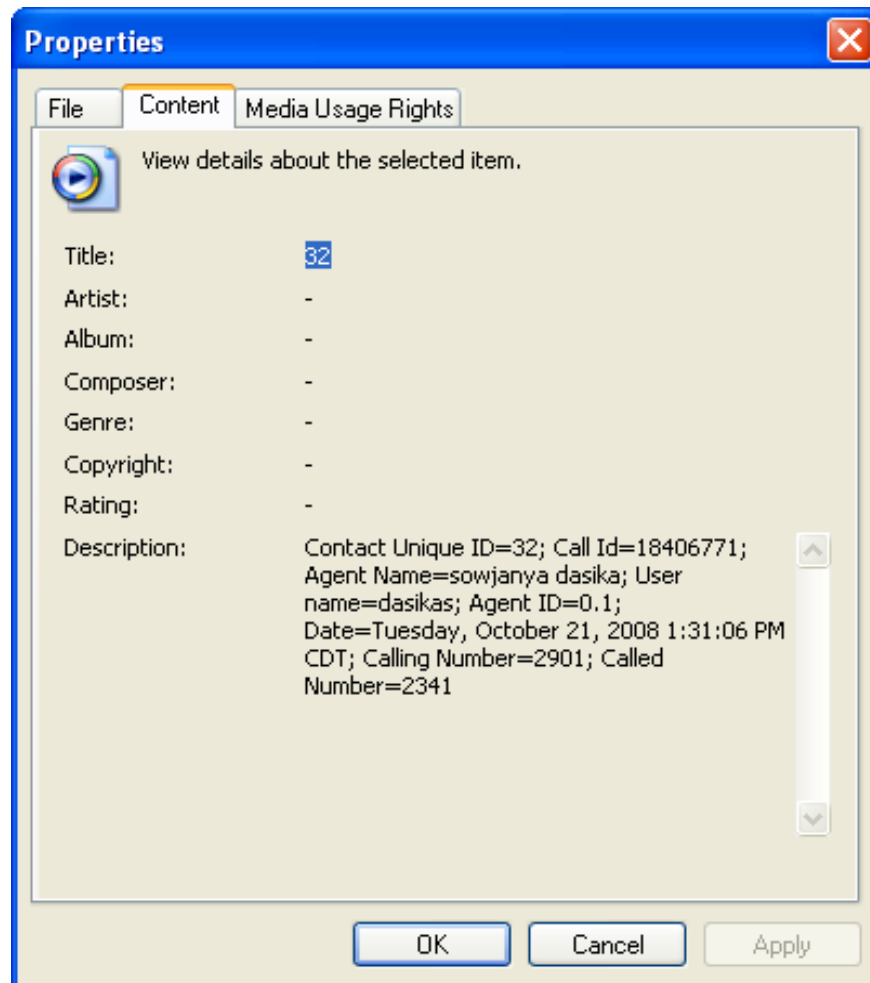 Properties
File Content Media Usage Rights
View details about the selected item.
Title: 32
Artist: -
Album: -
Composer: -
Genre: -
Copyright: -
Rating: -
Description: Contact Unique ID=32; Call Id=18406771;
Agent Name=sowjanya dasika; User
name=dasikas; Agent ID=0.1;
Date=Tuesday, October 21, 2008 1:31:06 PM
CDT; Calling Number=2901; Called
Number=2341
OK Cancel Apply